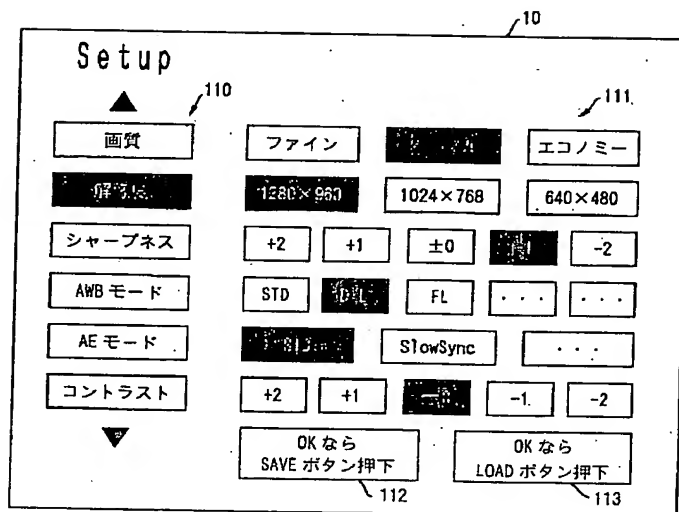 10
Setup
110
111
画質 ファイン エコノミー
解像度 1280×960 1024×768 640×480
シャープネス +2 +1 ±0 -2
AWB モード STD FL ... ...
AE モード SlowSync ...
コントラスト +2 +1 -1 -2
OK なら OK なら
SAVE ボタン押下 LOAD ボタン押下
112 113